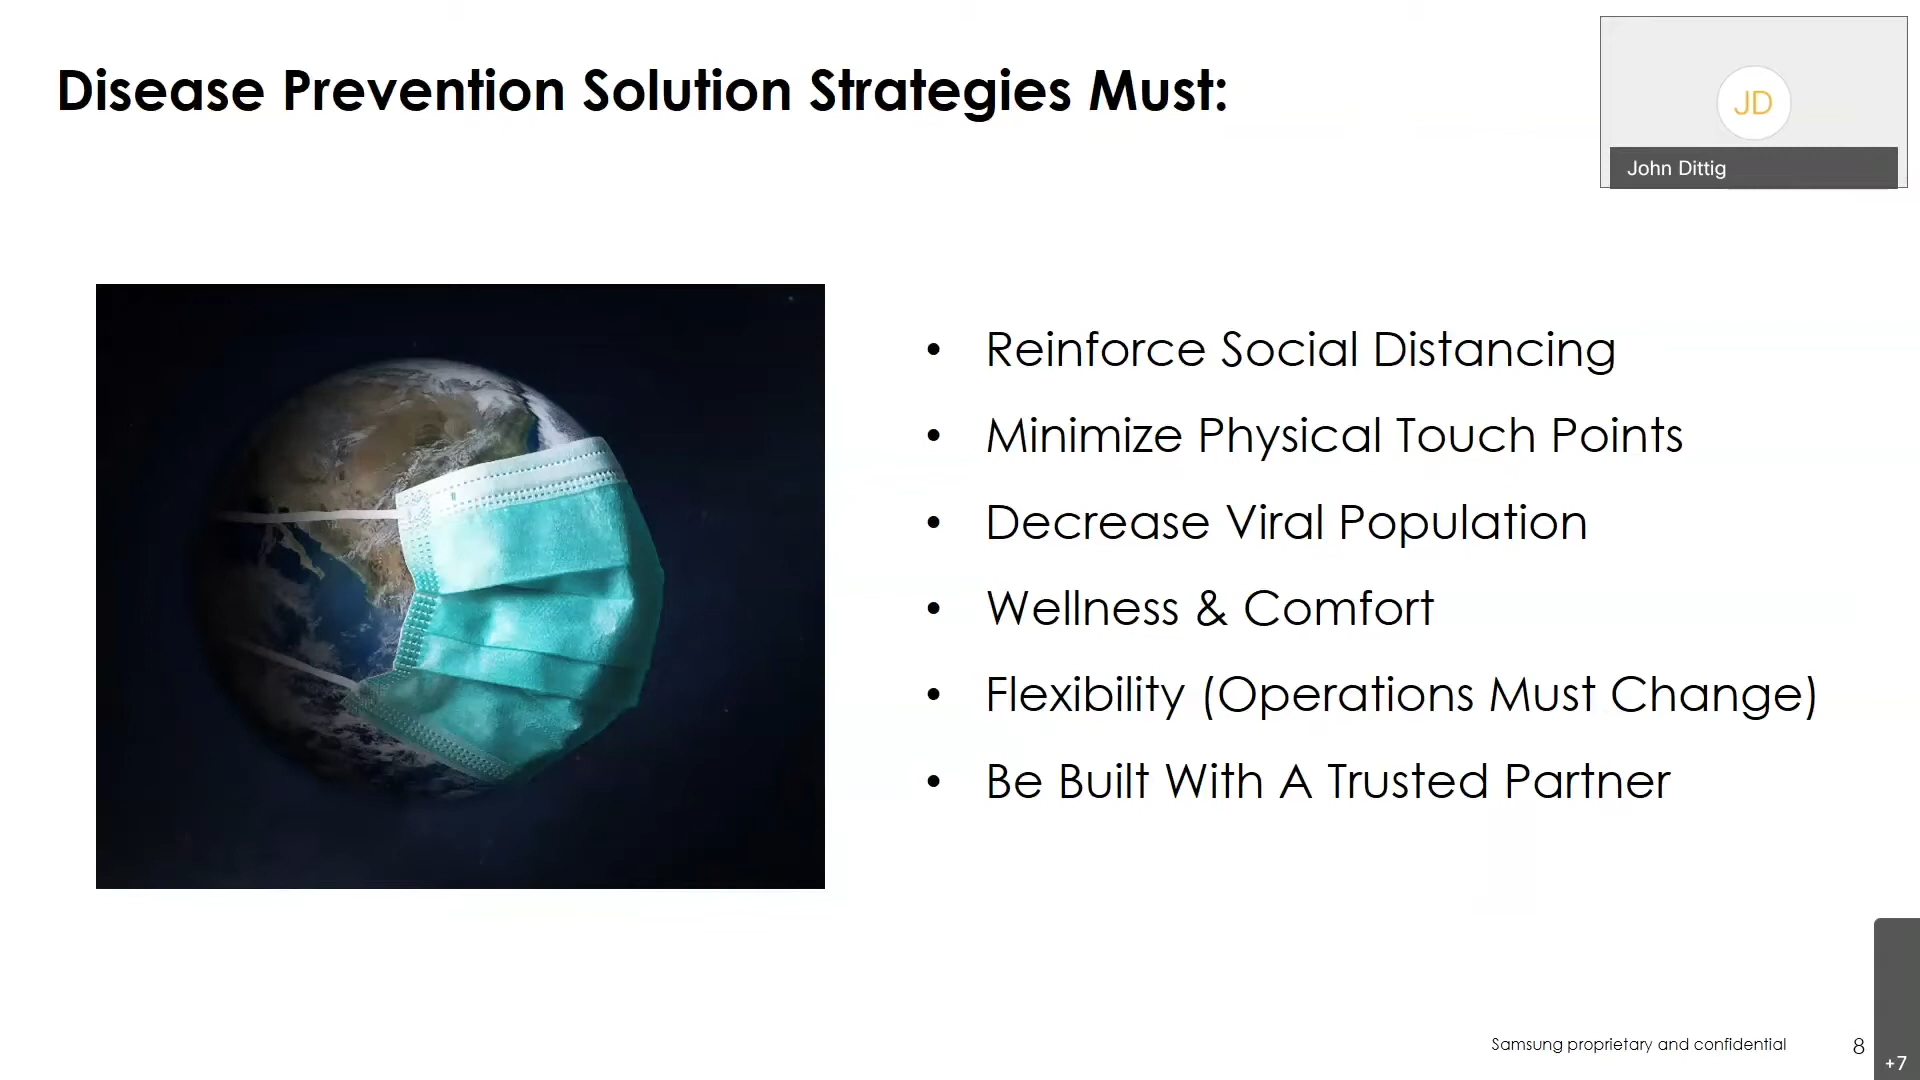 Disease Prevention Solution Strategies Must:
JD
John Dittig
• Reinforce Social Distancing
• Minimize Physical Touch Points
• Decrease Viral Population
• Wellness & Comfort
• Flexibility (Operations Must Change)
• Be Built With A Trusted Partner
Samsung proprietary and confidential
8
+7